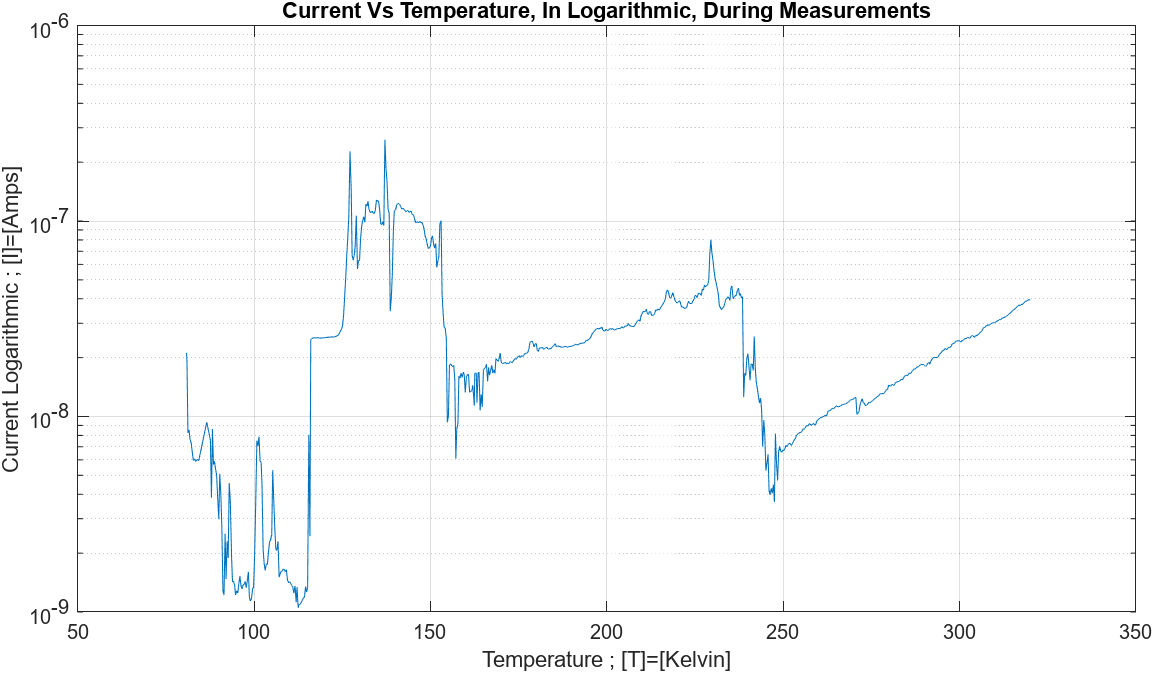 Current Vs Temperature, In Logarithmic, During Measurements
Current Logarithmic ; [I]=[Amps]
10^-6
10^-7
10^-8
10^-9
50 100 150 200 250 300 350
Temperature ; [T]=[Kelvin]